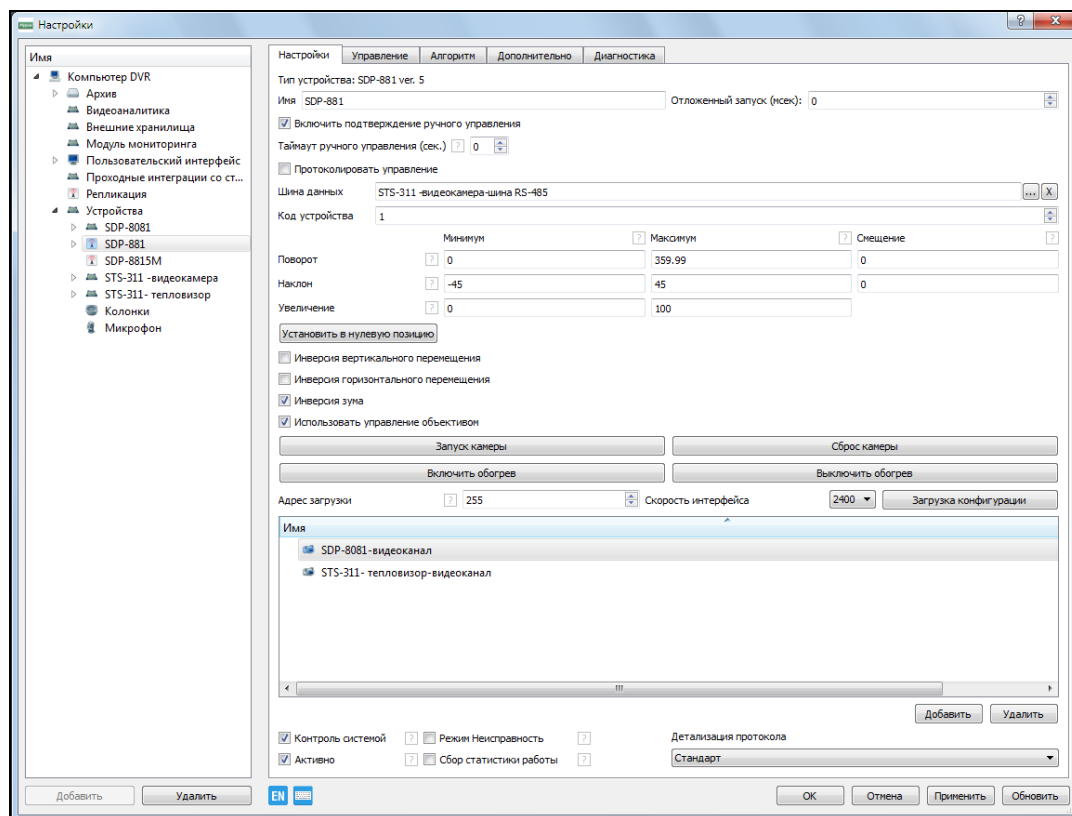 Настройки
Имя
Компьютер DVR
Архив
Видеоаналитика
Внешние хранилища
Модуль мониторинга
Пользовательский интерфейс
Проходные интеграции со ст...
Репликация
Устройства
SDP-8081
SDP-881
SDP-8815M
STS-311 -видеокамера
STS-311- тепловизор
Колонки
Микрофон
Добавить Удалить
Настройки Управление Алгоритм Дополнительно Диагностика
Тип устройства: SDP-881 ver. 5
Имя SDP-881 Отложенный запуск (мсек): 0
Включить подтверждение ручного управления
Таймаут ручного управления (сек.) ? 0
Протоколировать управление
Шина данных STS-311 -видеокамера-шина RS-485 ... X
Код устройства 1
Минимум ? Максимум ? Смещение ?
Поворот ? 0 359.99 0
Наклон ? -45 45 0
Увеличение ? 0 100
Установить в нулевую позицию
Инверсия вертикального перемещения
Инверсия горизонтального перемещения
Инверсия зума
Использовать управление объективом
Запуск камеры Сброс камеры
Включить обогрев Выключить обогрев
Адрес загрузки ? 255 Скорость интерфейса 2400 Загрузка конфигурации
Имя
SDP-8081-видеоканал
STS-311- тепловизор-видеоканал
Добавить Удалить
Контроль системой ? Режим Неисправность ? Детализация протокола
Активно ? Сбор статистики работы ? Стандарт
EN OK Отмена Применить Обновить